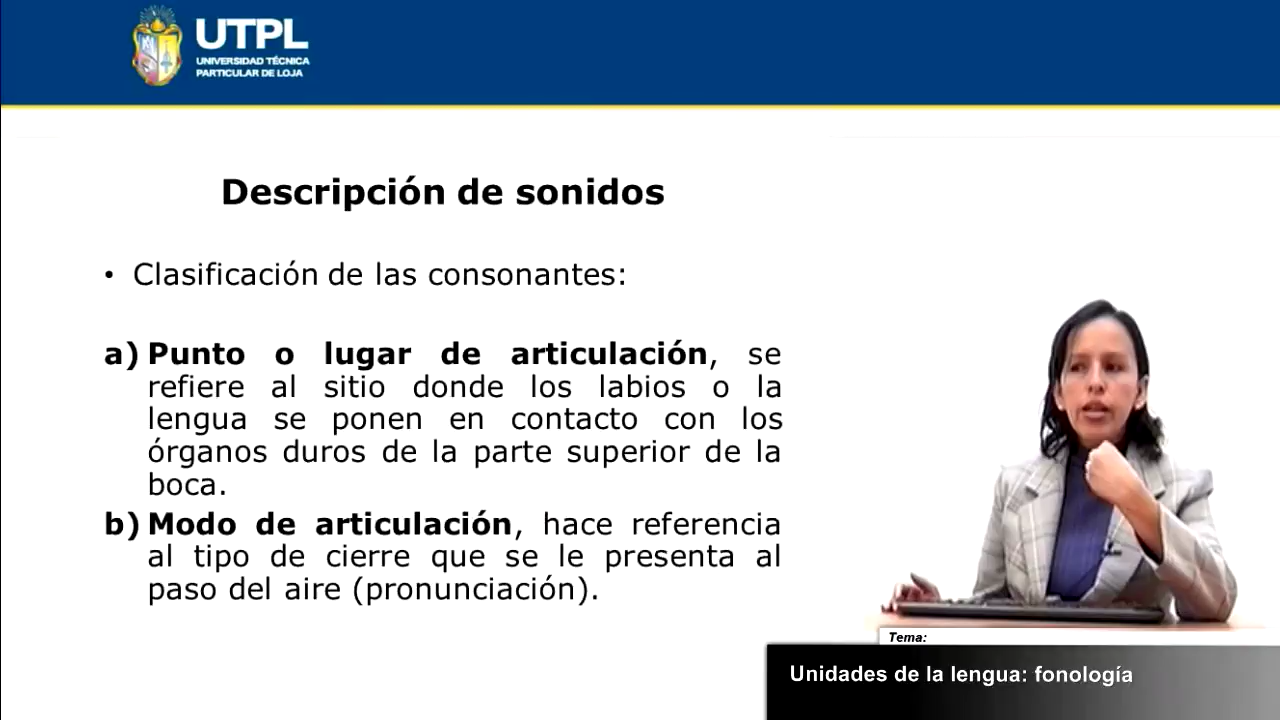 UTPL
UNIVERSIDAD TÉCNICA
PARTICULAR DE LOJA
Descripción de sonidos
• Clasificación de las consonantes:
a) Punto o lugar de articulación, se
refiere al sitio donde los labios o la
lengua se ponen en contacto con los
órganos duros de la parte superior de la
boca.
b) Modo de articulación, hace referencia
al tipo de cierre que se le presenta al
paso del aire (pronunciación).
Tema:
Unidades de la lengua: fonología